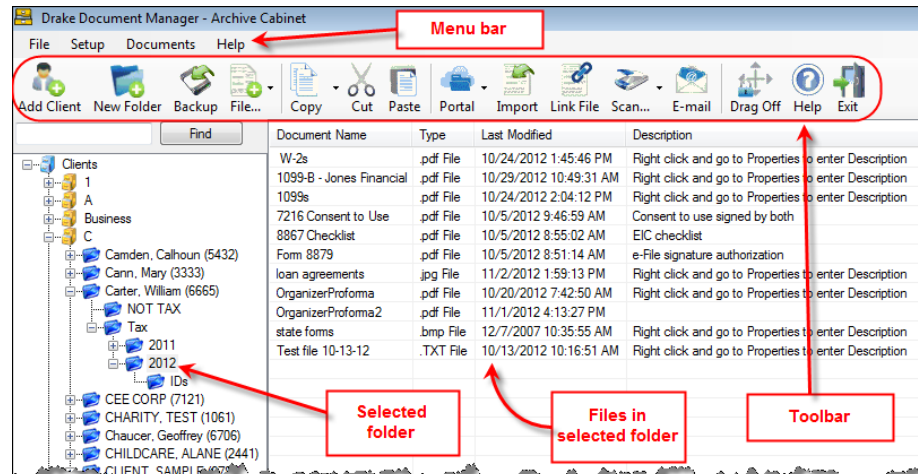 Drake Document Manager - Archive Cabinet
Menu bar
File Setup Documents Help
Add Client New Folder Backup File... Copy Cut Paste Portal Import Link File Scan... E-mail Drag Off Help Exit
Find
Document Name Type Last Modified Description
Clients
1
A
Business
C
Camden, Calhoun (5432)
Cann, Mary (3333)
Carter, William (6665)
NOT TAX
Tax
2011
2012
IDs
CEE CORP (7121)
CHARITY, TEST (1061)
Chaucer, Geoffrey (6706)
CHILDCARE, ALANE (2441)
CLIENT, SAMPLE
W-2s .pdf File 10/24/2012 1:45:46 PM Right click and go to Properties to enter Description
1099-B - Jones Financial .pdf File 10/29/2012 10:49:31 AM Right click and go to Properties to enter Description
1099s .pdf File 10/24/2012 2:04:12 PM Right click and go to Properties to enter Description
7216 Consent to Use .pdf File 10/5/2012 9:46:59 AM Consent to use signed by both
8867 Checklist .pdf File 10/5/2012 8:55:02 AM EIC checklist
Form 8879 .pdf File 10/5/2012 8:51:14 AM e-File signature authorization
loan agreements .jpg File 11/2/2012 1:59:13 PM Right click and go to Properties to enter Description
OrganizerProforma .pdf File 10/20/2012 7:42:50 AM Right click and go to Properties to enter Description
OrganizerProforma2 .pdf File 11/1/2012 4:13:27 PM
state forms .bmp File 12/7/2007 10:35:55 AM Right click and go to Properties to enter Description
Test file 10-13-12 .TXT File 10/13/2012 10:16:51 AM Right click and go to Properties to enter Description
Selected
folder
Files in
selected folder
Toolbar